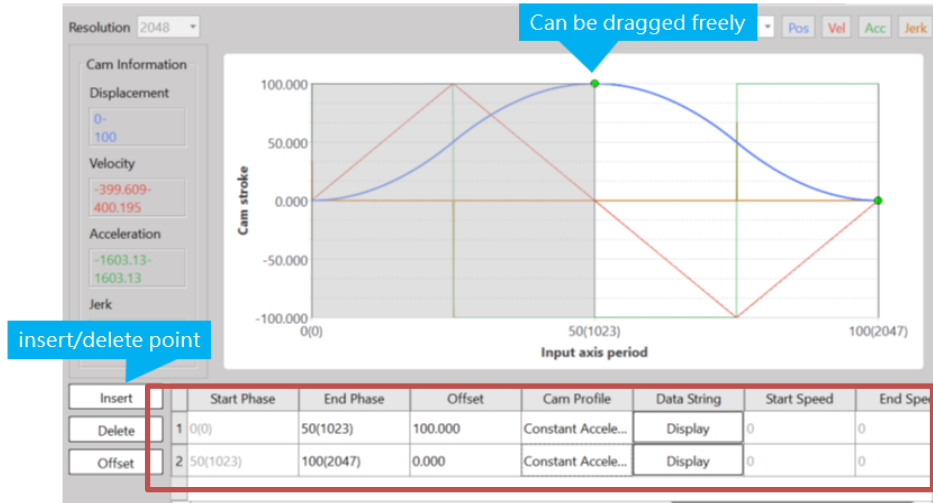 Can be dragged freely
Resolution 2048
Pos Vel Acc Jerk
Cam Information
Displacement
0-
100
Velocity
-399.609-
400.195
Acceleration
-1603.13-
1603.13
Jerk
100.000
50.000
0.000
-50.000
-100.000
Cam stroke
0(0) 50(1023) 100(2047)
Input axis period
insert/delete point
Insert
Delete
Offset
Start Phase End Phase Offset Cam Profile Data String Start Speed End Spe
1 0(0) 50(1023) 100.000 Constant Accele... Display 0 0
2 50(1023) 100(2047) 0.000 Constant Accele... Display 0 0